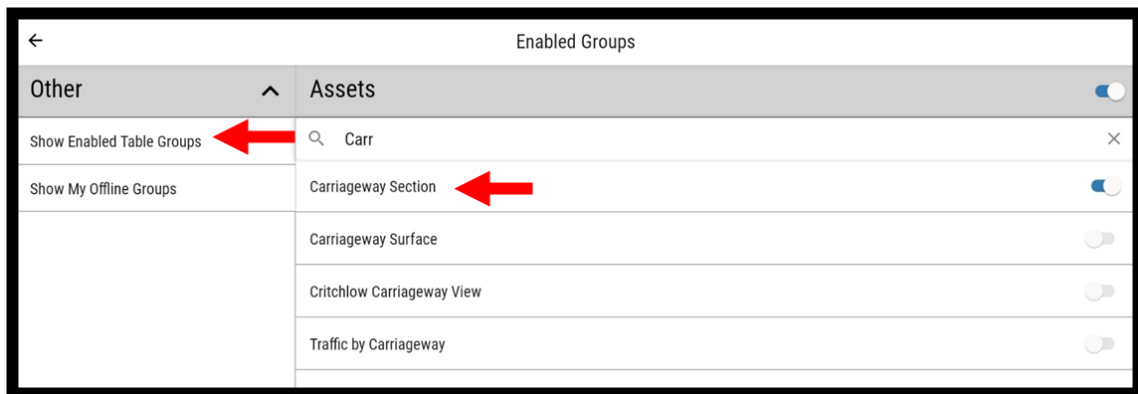 Enabled Groups
Other
Assets
Show Enabled Table Groups
Carr
Show My Offline Groups
Carriageway Section
Carriageway Surface
Critchlow Carriageway View
Traffic by Carriageway